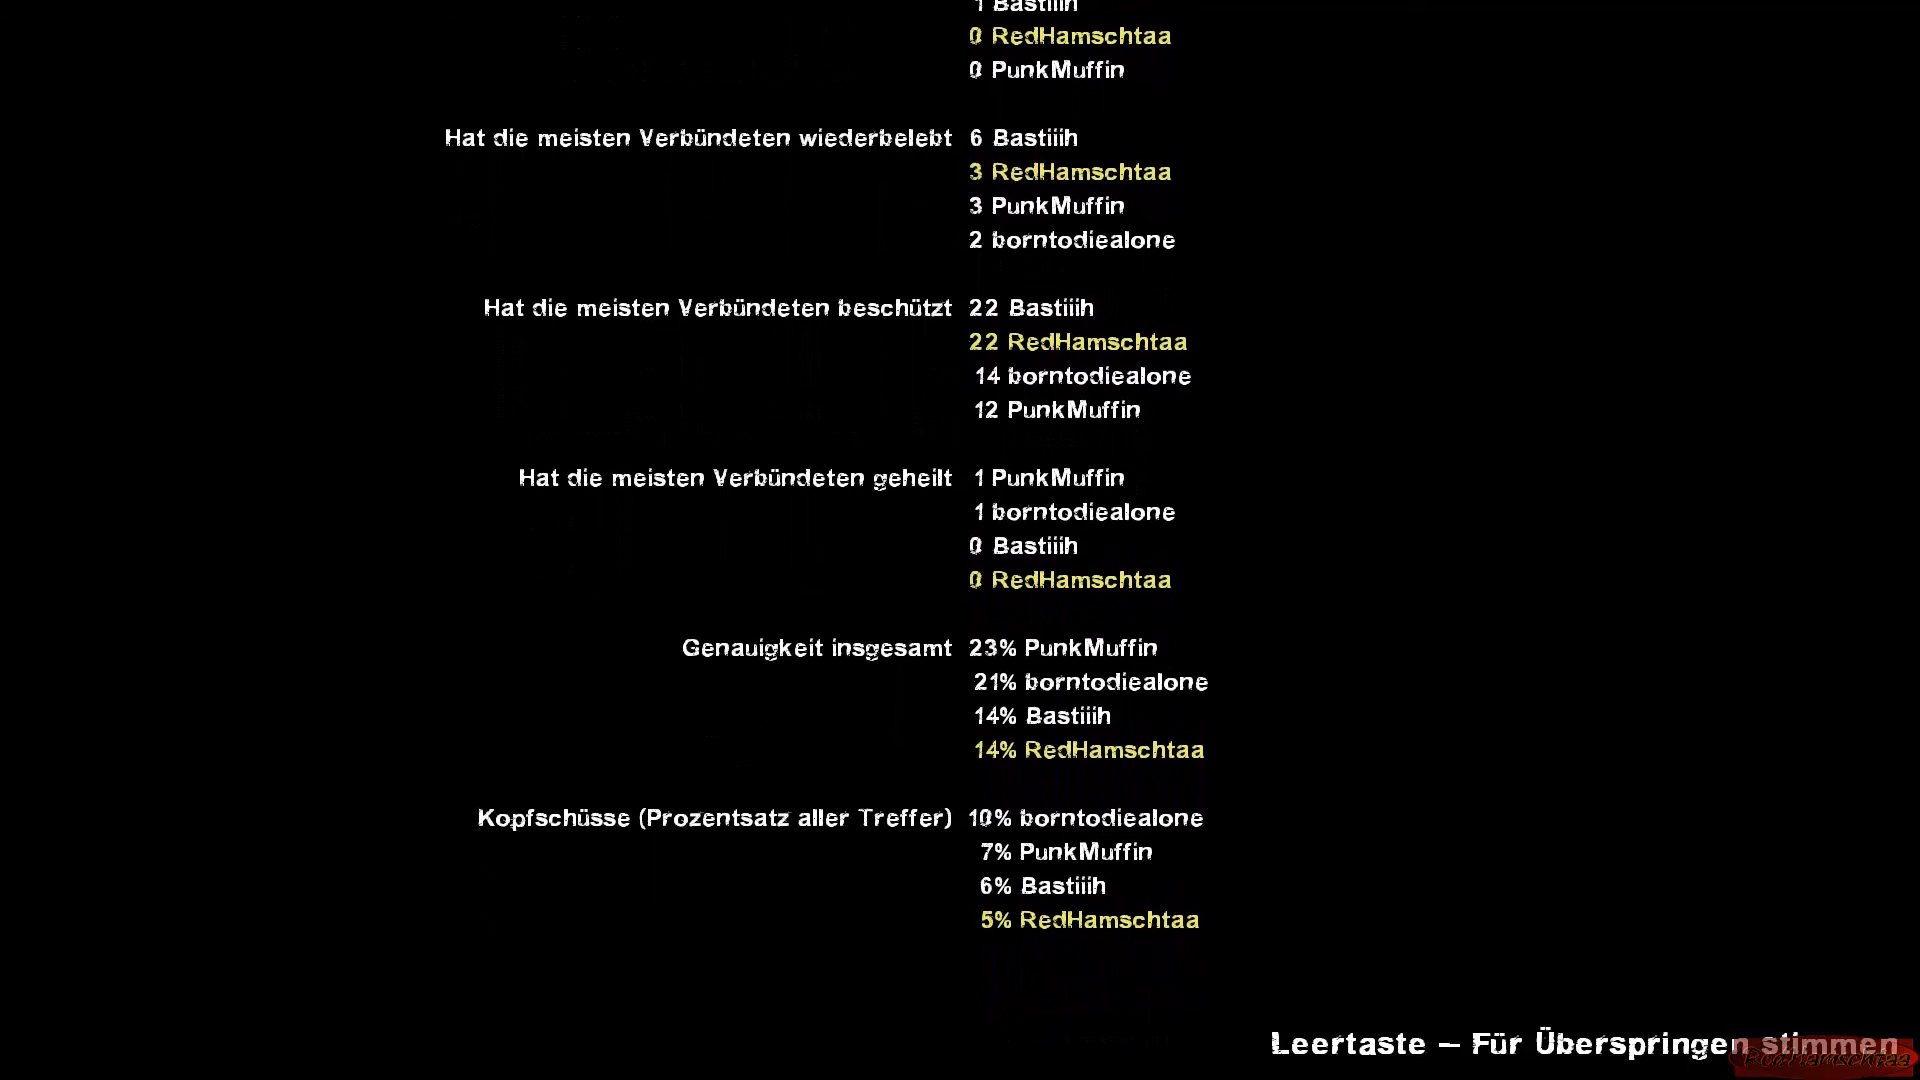 1 Bastiiih
0 RedHamschtaa
0 PunkMuffin
Hat die meisten Verbündeten wiederbelebt 6 Bastiiih
3 RedHamschtaa
3 PunkMuffin
2 borntodiealone
Hat die meisten Verbündeten beschützt 22 Bastiiih
22 RedHamschtaa
14 borntodiealone
12 PunkMuffin
Hat die meisten Verbündeten geheilt 1 PunkMuffin
1 borntodiealone
0 Bastiiih
0 RedHamschtaa
Genauigkeit insgesamt 23% PunkMuffin
21% borntodiealone
14% Bastiiih
14% RedHamschtaa
Kopfschüsse (Prozentsatz aller Treffer) 10% borntodiealone
7% PunkMuffin
6% Bastiiih
5% RedHamschtaa
Leertaste – Für Überspringen stimmen
RedHamschtaa